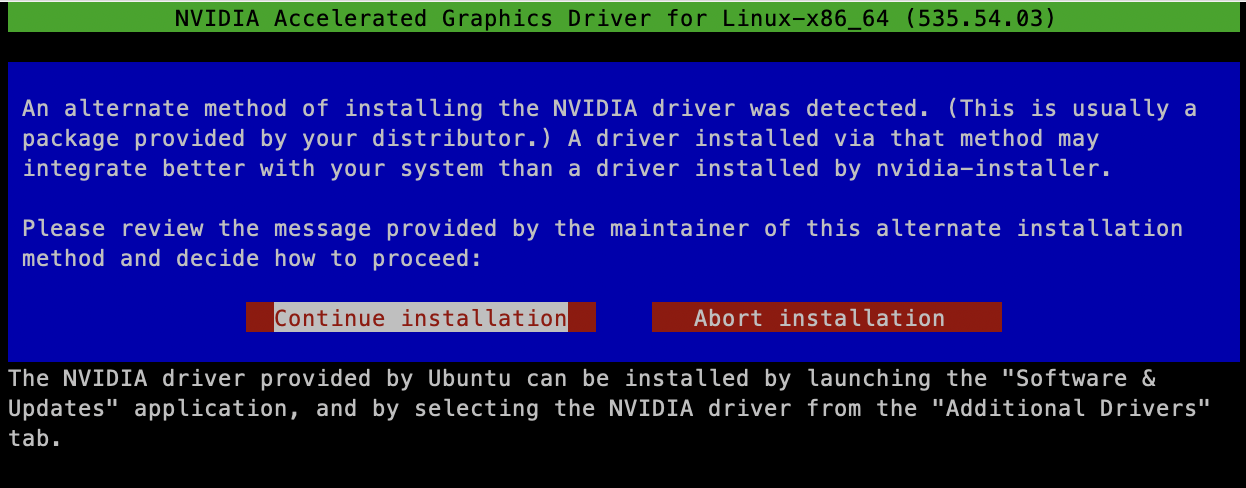 NVIDIA Accelerated Graphics Driver for Linux-x86_64 (535.54.03)
An alternate method of installing the NVIDIA driver was detected. (This is usually a
package provided by your distributor.) A driver installed via that method may
integrate better with your system than a driver installed by nvidia-installer.
Please review the message provided by the maintainer of this alternate installation
method and decide how to proceed:
Continue installation Abort installation
The NVIDIA driver provided by Ubuntu can be installed by launching the "Software &
Updates" application, and by selecting the NVIDIA driver from the "Additional Drivers"
tab.